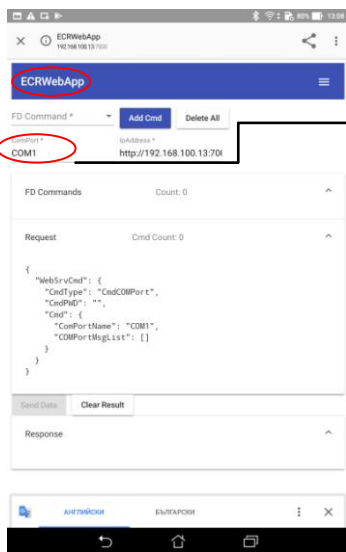 80% 13:08
ECRWebApp
192.168.100.13:7000
ECRWebApp
FD Command *
Add Cmd
Delete All
ComPort *
IpAddress *
COM1
http://192.168.100.13:70(
FD Commands
Count: 0
Request
Cmd Count: 0
{
"WebSrvCmd": {
"CmdType": "CmdCOMPort",
"CmdPWD": "",
"Cmd": {
"ComPortName": "COM1",
"COMPortMsgList": []
}
}
}
Send Data
Clear Result
Response
АНГЛИЙСКИ
БЪЛГАРСКИ